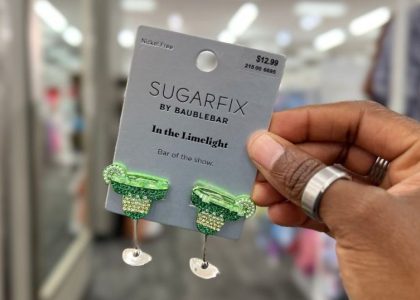 Nickel Free
$12.99
SUGARFIX
BY BAUBLEBAR
In the Limelight
Bar of the show.